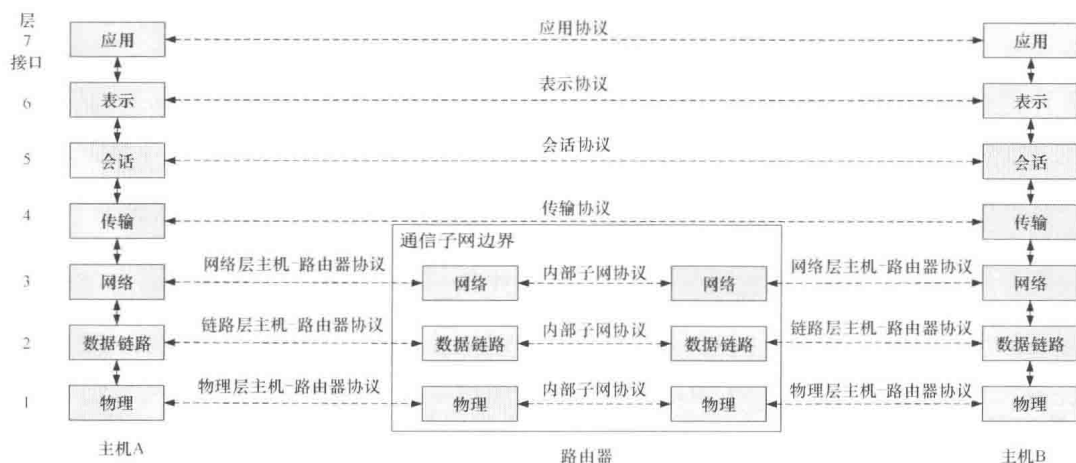 层
7 应用 应用协议 应用
接口
6 表示 表示协议 表示
5 会话 会话协议 会话
4 传输 传输协议 传输
通信子网边界
网络层主机-路由器协议 内部子网协议 网络层主机-路由器协议
3 网络 网络 网络 网络
链路层主机-路由器协议 内部子网协议 链路层主机-路由器协议
2 数据链路 数据链路 数据链路 数据链路
物理层主机-路由器协议 内部子网协议 物理层主机-路由器协议
1 物理 物理 物理 物理
主机A 路由器 主机B